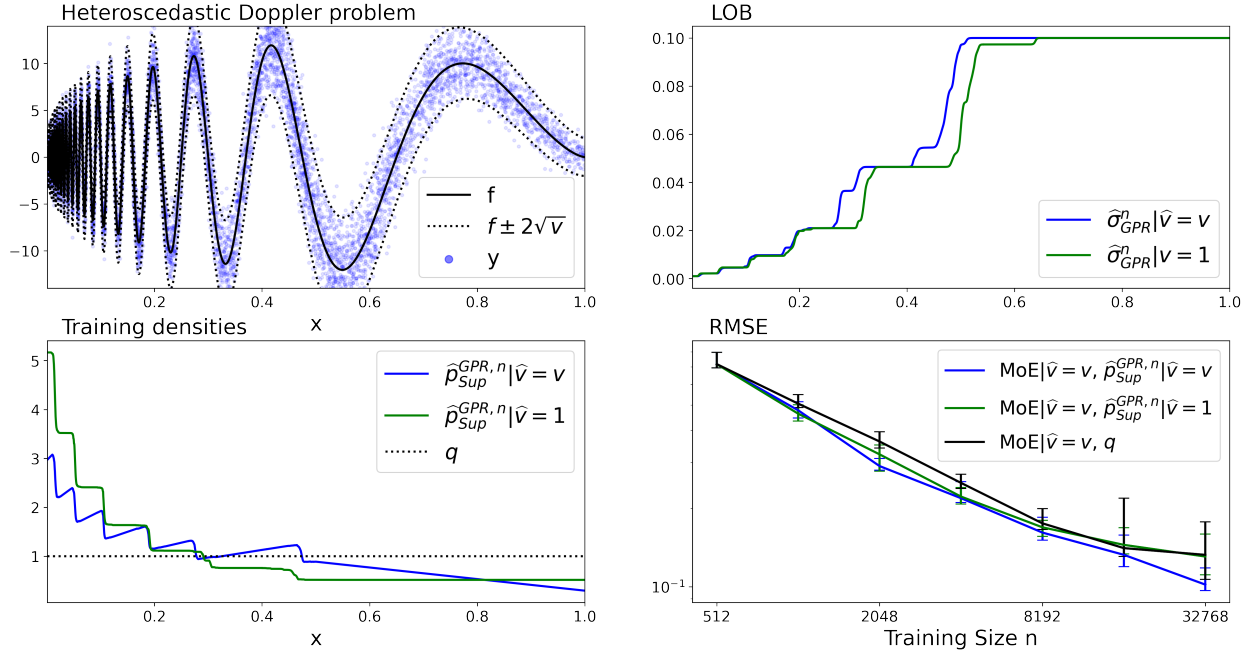 Heteroscedastic Doppler problem
10
5
0
−5
−10
0.2
0.4
0.6
0.8
1.0
x
f
f ± 2√v
y
LOB
0.10
0.08
0.06
0.04
0.02
0.00
0.2
0.4
0.6
0.8
1.0
σ̂ⁿ_GPR|v̂ = v
σ̂ⁿ_GPR|v = 1
Training densities
5
4
3
2
1
0.2
0.4
0.6
0.8
1.0
x
p̂_Sup^GPR, n|v̂ = v
p̂_Sup^GPR, n|v̂ = 1
q
RMSE
10⁻¹
512
2048
8192
32768
Training Size n
MoE|v̂ = v, p̂_Sup^GPR, n|v̂ = v
MoE|v̂ = v, p̂_Sup^GPR, n|v̂ = 1
MoE|v̂ = v, q